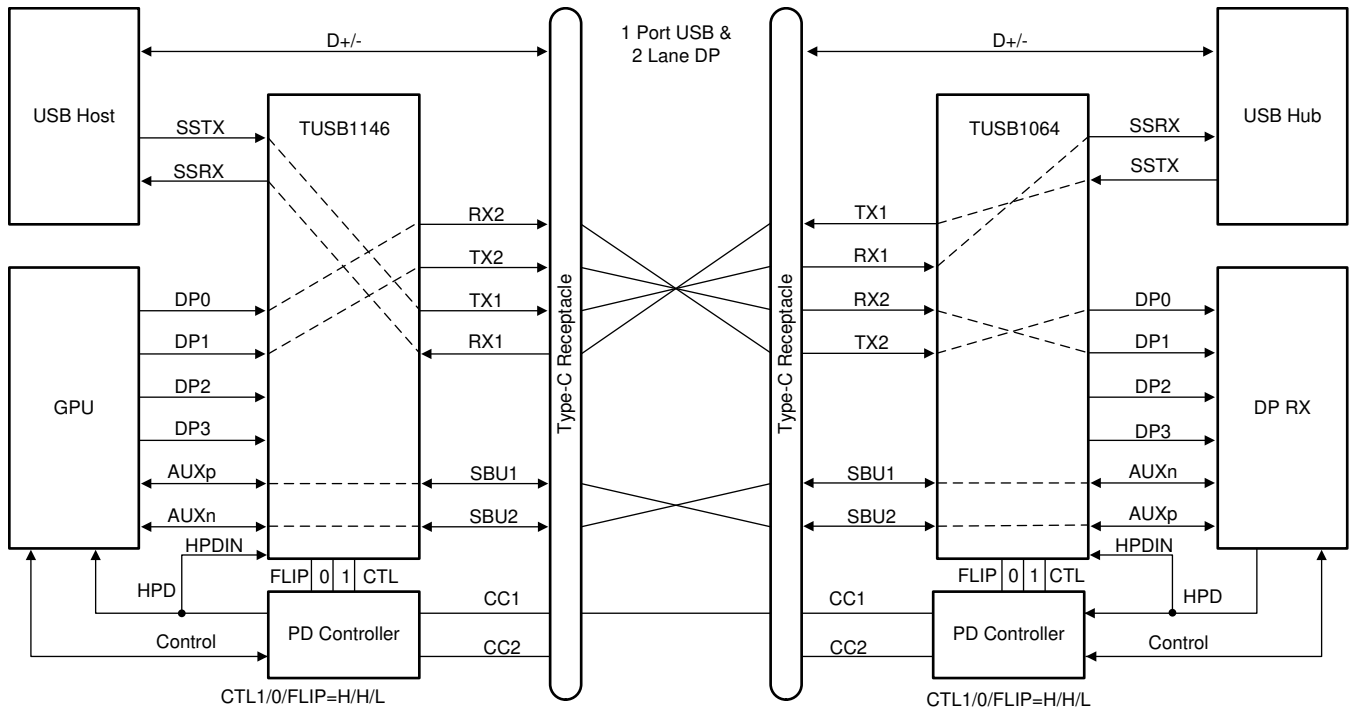 1 Port USB &
2 Lane DP
D+/-
D+/-
USB Host
TUSB1146
TUSB1064
USB Hub
SSTX
SSRX
SSRX
SSTX
RX2
TX2
TX1
RX1
TX1
RX1
RX2
TX2
Type-C Receptacle
Type-C Receptacle
GPU
DP0
DP1
DP2
DP3
AUXp
AUXn
DP0
DP1
DP2
DP3
AUXn
AUXp
DP RX
SBU1
SBU2
SBU1
SBU2
HPDIN
HPDIN
FLIP 0 1 CTL
FLIP 0 1 CTL
HPD
HPD
Control
Control
PD Controller
PD Controller
CC1
CC2
CC1
CC2
CTL1/0/FLIP=H/H/L
CTL1/0/FLIP=H/H/L